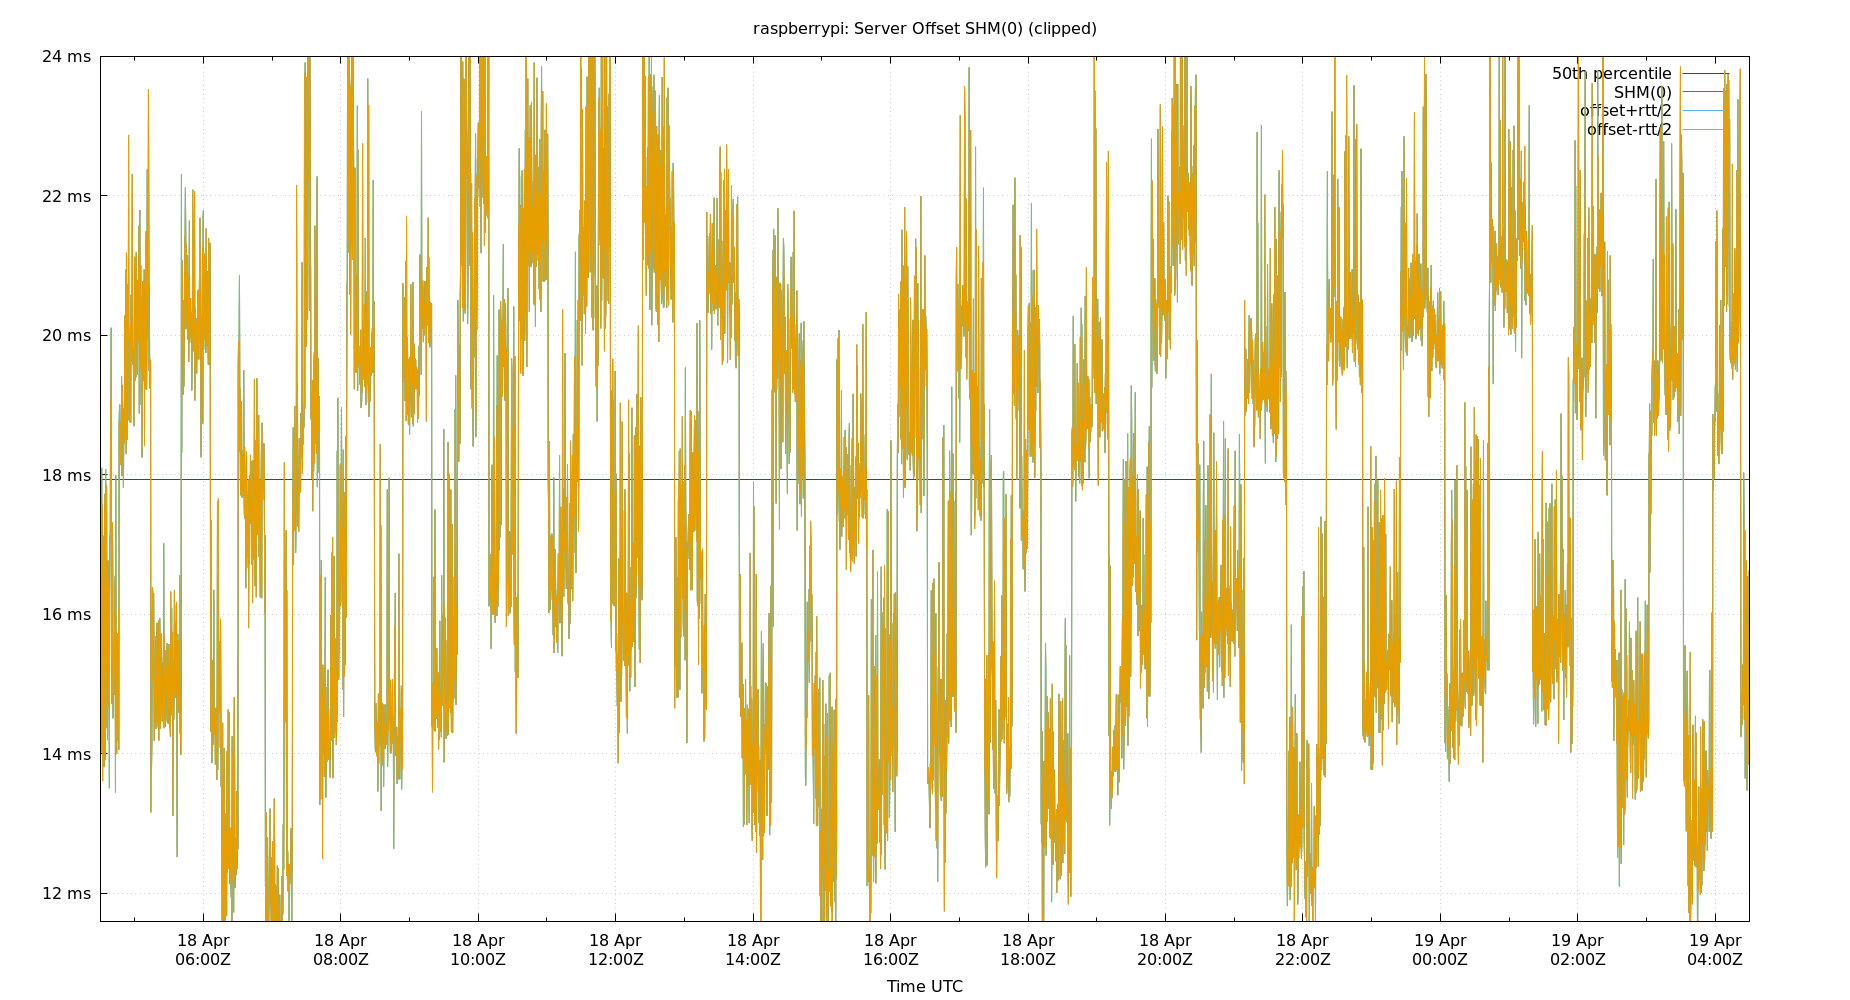 raspberrypi: Server Offset SHM(0) (clipped)
24 ms
22 ms
20 ms
18 ms
16 ms
14 ms
12 ms
50th percentile
SHM(0)
offset+rtt/2
offset-rtt/2
18 Apr 18 Apr 18 Apr 18 Apr 18 Apr 18 Apr 18 Apr 18 Apr 18 Apr 19 Apr 19 Apr 19 Apr
06:00Z 08:00Z 10:00Z 12:00Z 14:00Z 16:00Z 18:00Z 20:00Z 22:00Z 00:00Z 02:00Z 04:00Z
Time UTC